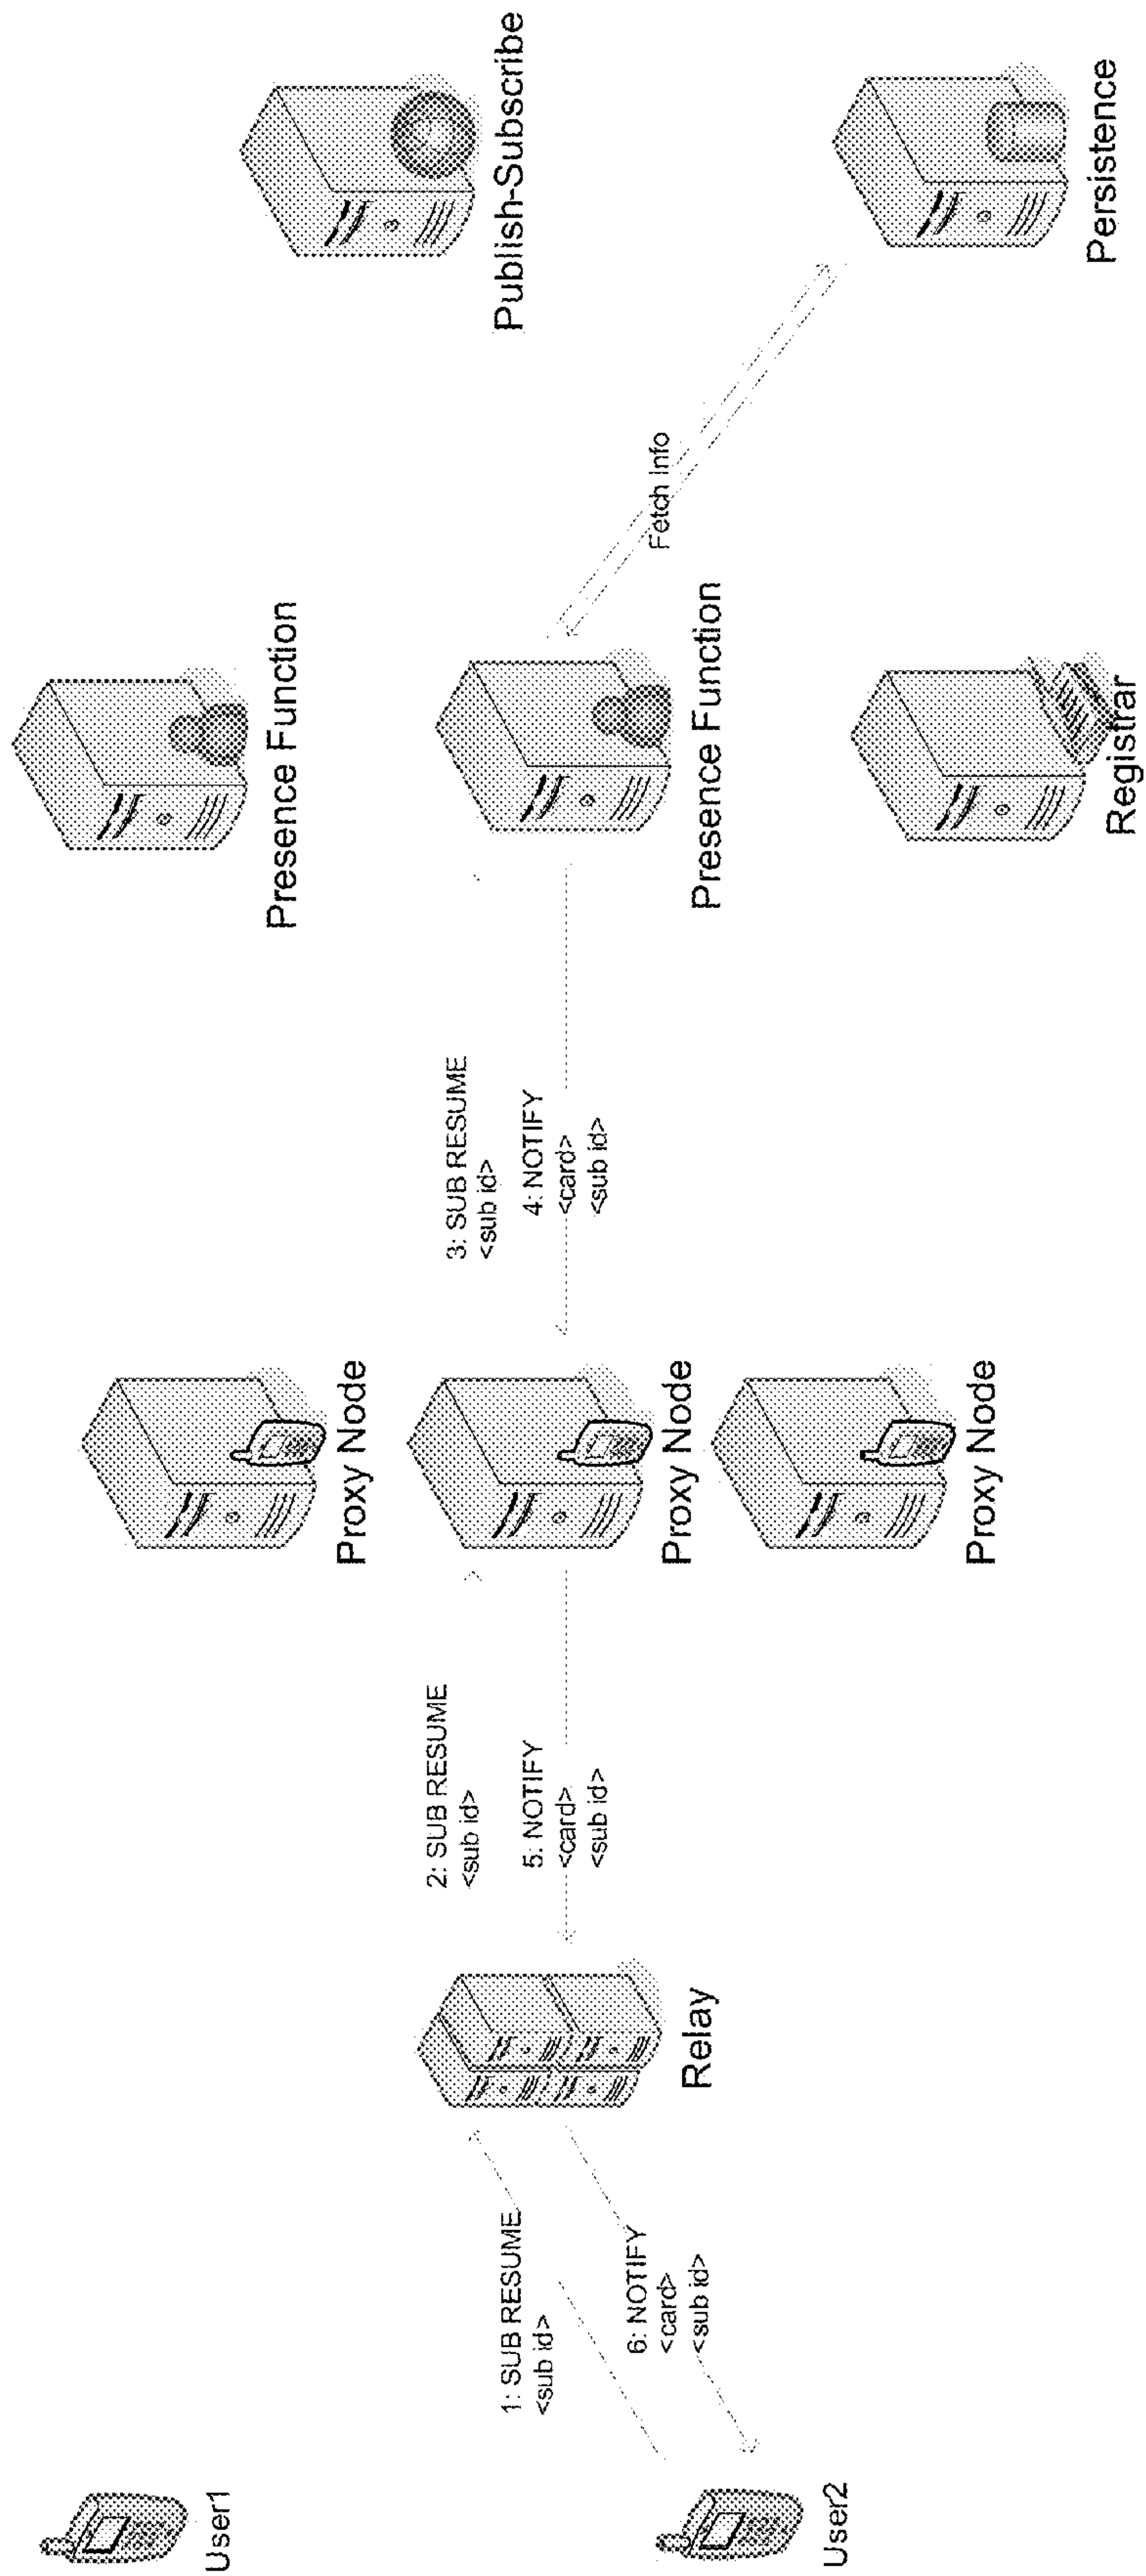 User1
User2
1: SUB RESUME
<sub id>
6: NOTIFY
<card>
<sub id>
Relay
2: SUB RESUME
<sub id>
5: NOTIFY
<card>
<sub id>
Proxy Node
Proxy Node
Proxy Node
3: SUB RESUME
<sub id>
4: NOTIFY
<card>
<sub id>
Presence Function
Presence Function
Registrar
Fetch Info
Publish-Subscribe
Persistence